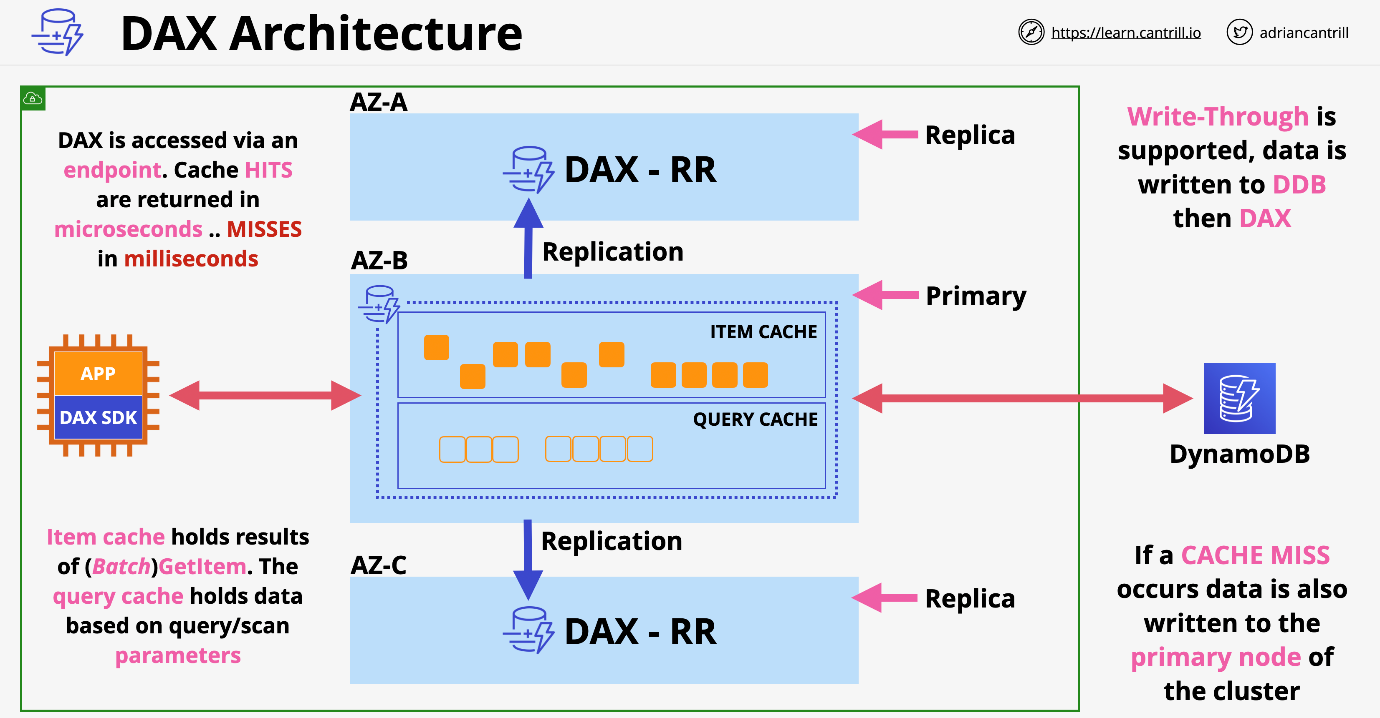 DAX Architecture
https://learn.cantrill.io
adriancantrill
DAX is accessed via an
endpoint. Cache HITS
are returned in
microseconds .. MISSES
in milliseconds
AZ-A
DAX - RR
Replica
Replication
AZ-B
Primary
ITEM CACHE
QUERY CACHE
APP
DAX SDK
DynamoDB
Replication
AZ-C
DAX - RR
Replica
Item cache holds results
of (Batch)GetItem. The
query cache holds data
based on query/scan
parameters
Write-Through is
supported, data is
written to DDB
then DAX
If a CACHE MISS
occurs data is also
written to the
primary node of
the cluster